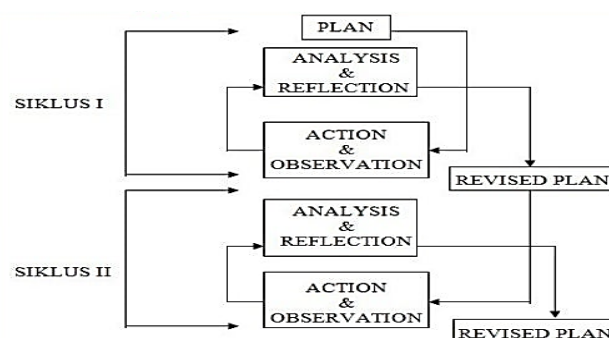 PLAN
ANALYSIS
&
REFLECTION
SIKLUS I
ACTION
&
OBSERVATION
REVISED PLAN
ANALYSIS
&
REFLECTION
SIKLUS II
ACTION
&
OBSERVATION
REVISED PLAN